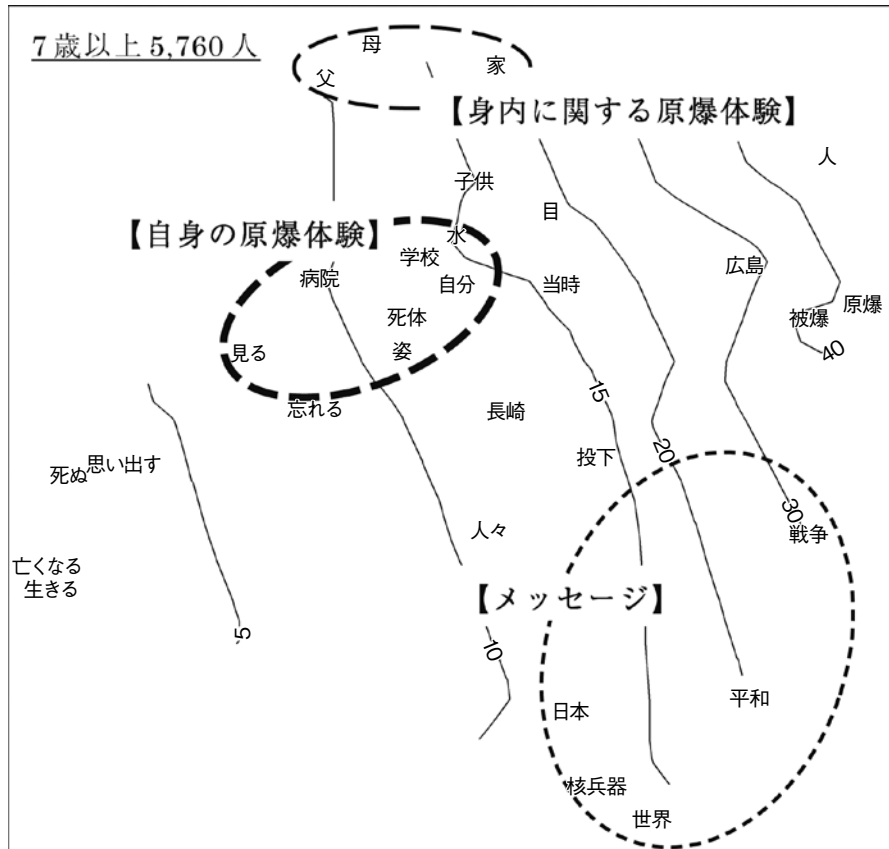 7歳以上 5,760 人
母
父
家
【身内に関する原爆体験】
人
子供
目
【自身の原爆体験】
水
学校
病院
自分
当時
広島
原爆
被爆
死体
40
見る
姿
15
忘れる
長崎
20
投下
思い出す
死ぬ
30
人々
戦争
亡くなる
生きる
【メッセージ】
5
10
日本
平和
核兵器
世界